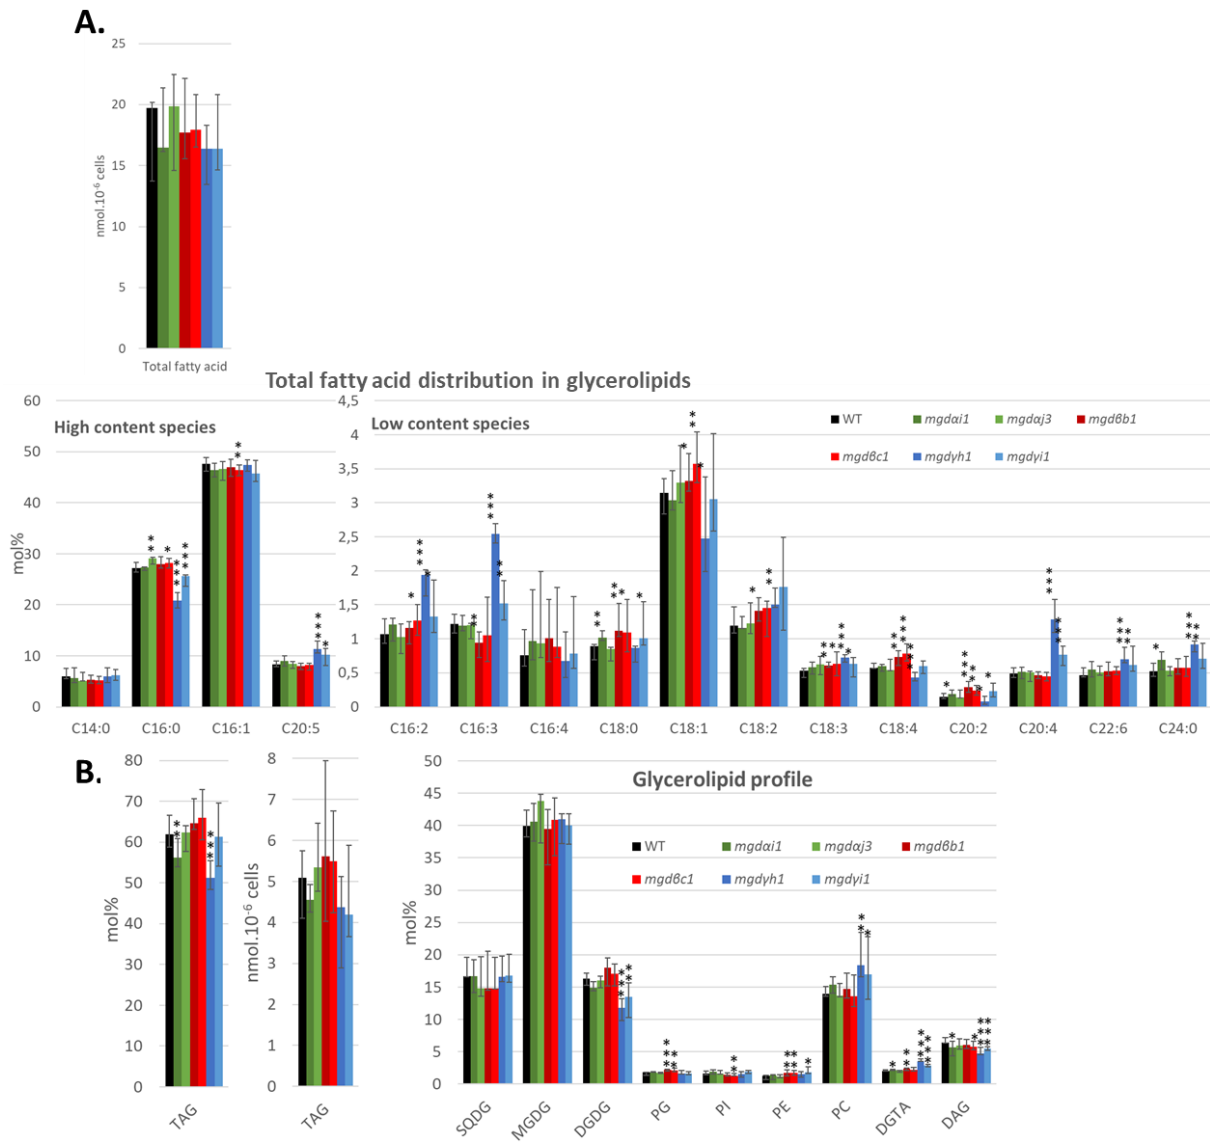 A.
25
20
15
10
5
0
nmol.10⁻⁶ cells
Total fatty acid
Total fatty acid distribution in glycerolipids
60
50
40
30
20
10
0
mol%
High content species
C14:0 C16:0 C16:1 C20:5
4,5
4
3,5
3
2,5
2
1,5
1
0,5
0
Low content species
WT mgdαi1 mgdαj3 mgdβb1
mgdβc1 mgdγh1 mgdγi1
C16:2 C16:3 C16:4 C18:0 C18:1 C18:2 C18:3 C18:4 C20:2 C20:4 C22:6 C24:0
B.
80
70
60
50
40
30
20
10
0
mol%
TAG
8
7
6
5
4
3
2
1
0
nmol.10⁻⁶ cells
TAG
Glycerolipid profile
50
45
40
35
30
25
20
15
10
5
0
mol%
WT mgdαi1 mgdαj3 mgdβb1
mgdβc1 mgdγh1 mgdγi1
SQDG MGDG DGDG PG PI PE PC DGTA DAG